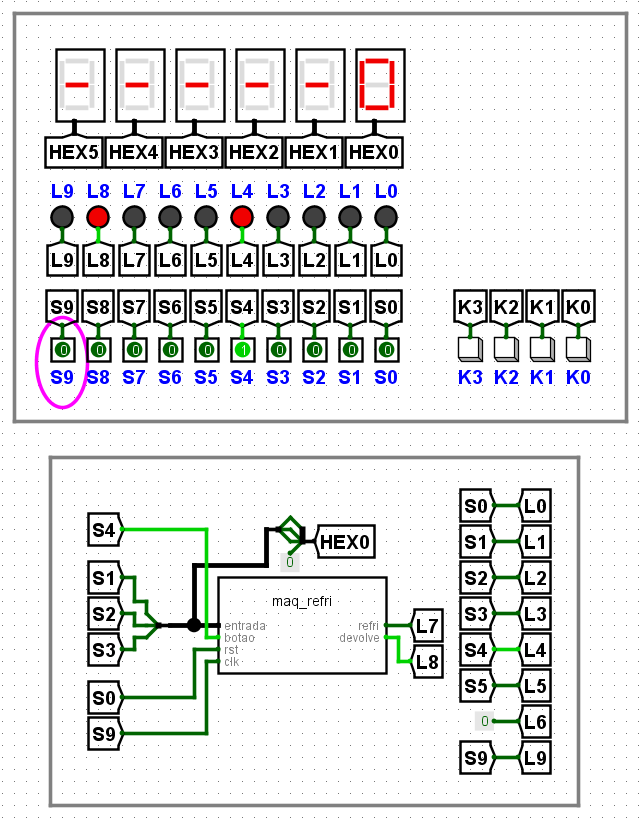 HEX5 HEX4 HEX3 HEX2 HEX1 HEX0
L9 L8 L7 L6 L5 L4 L3 L2 L1 L0
L9 L8 L7 L6 L5 L4 L3 L2 L1 L0
S9 S8 S7 S6 S5 S4 S3 S2 S1 S0 K3 K2 K1 K0
0 0 0 0 0 1 0 0 0 0
S9 S8 S7 S6 S5 S4 S3 S2 S1 S0 K3 K2 K1 K0
S4
S1
S2
S3
S0
S9
HEX0
0
maq_refri
entrada
botao
rst
clk
refri
devolve
L7
L8
S0 L0
S1 L1
S2 L2
S3 L3
S4 L4
S5 L5
0 L6
S9 L9